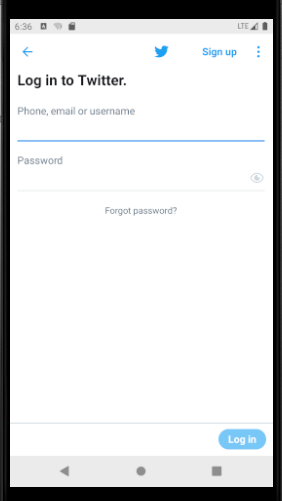 6:36
LTE
Sign up
Log in to Twitter.
Phone, email or username
Password
Forgot password?
Log in